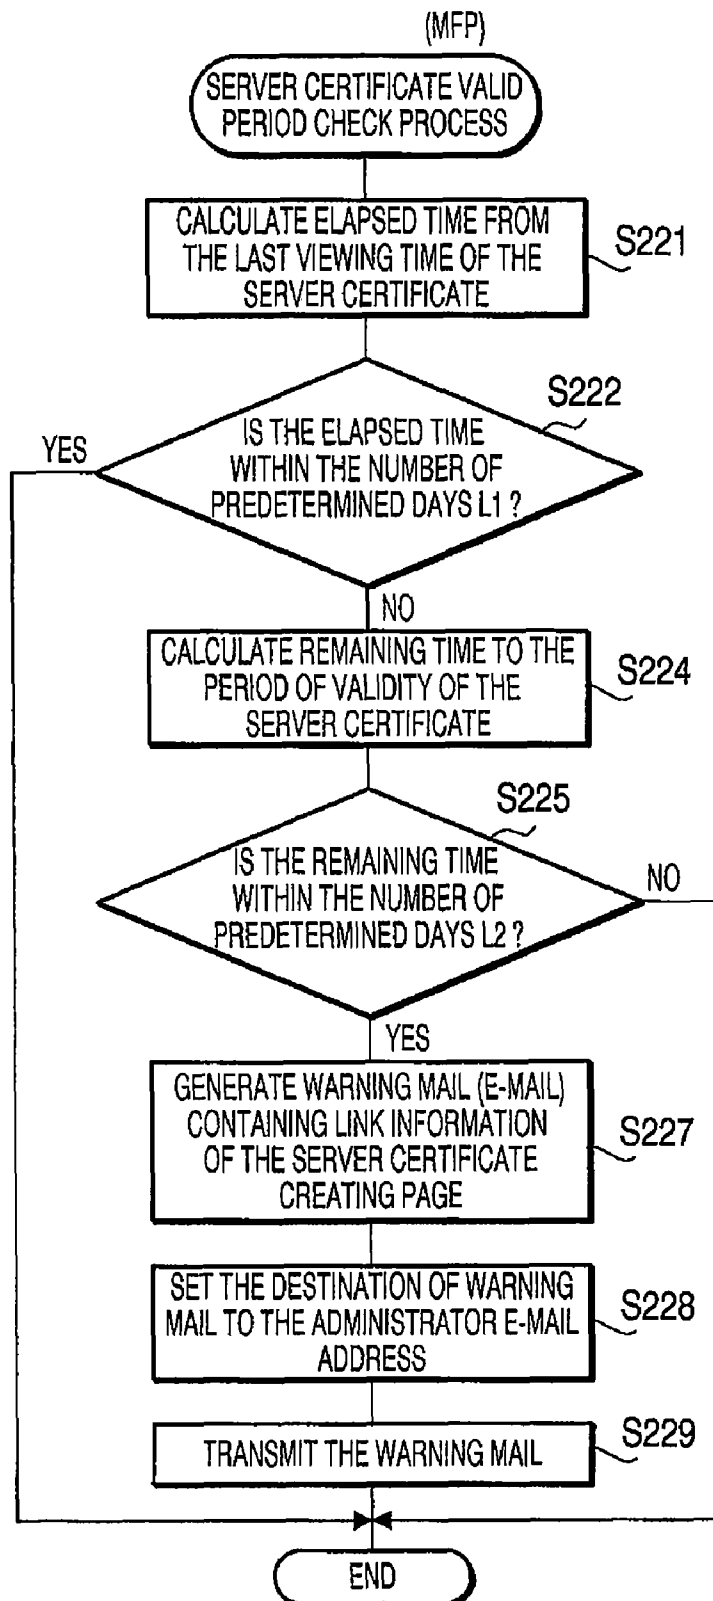 (MFP)
SERVER CERTIFICATE VALID
PERIOD CHECK PROCESS
CALCULATE ELAPSED TIME FROM
THE LAST VIEWING TIME OF THE
SERVER CERTIFICATE
S221
S222
IS THE ELAPSED TIME
WITHIN THE NUMBER OF
PREDETERMINED DAYS L1 ?
YES
NO
CALCULATE REMAINING TIME TO THE
PERIOD OF VALIDITY OF THE
SERVER CERTIFICATE
S224
S225
IS THE REMAINING TIME
WITHIN THE NUMBER OF
PREDETERMINED DAYS L2 ?
NO
YES
GENERATE WARNING MAIL (E-MAIL)
CONTAINING LINK INFORMATION
OF THE SERVER CERTIFICATE
CREATING PAGE
S227
SET THE DESTINATION OF WARNING
MAIL TO THE ADMINISTRATOR E-MAIL
ADDRESS
S228
TRANSMIT THE WARNING MAIL
S229
END